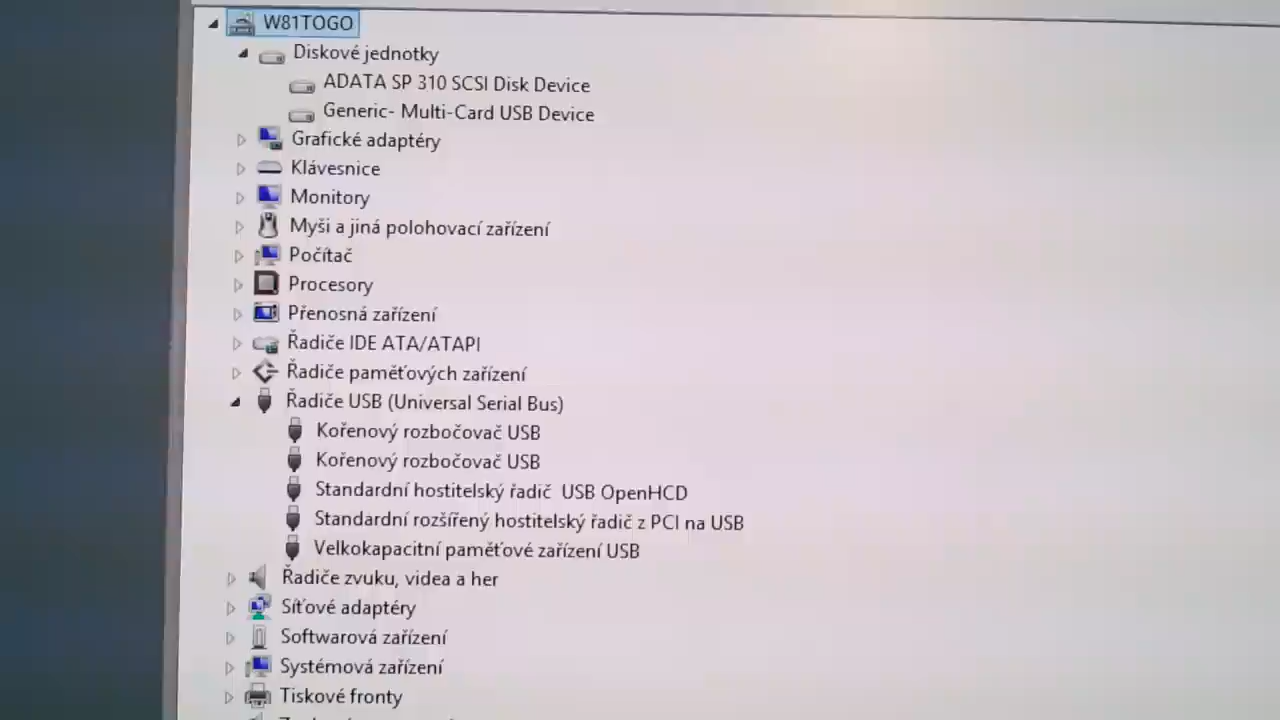 W81TOGO
Diskové jednotky
ADATA SP 310 SCSI Disk Device
Generic- Multi-Card USB Device
Grafické adaptéry
Klávesnice
Monitory
Myši a jiná polohovací zařízení
Počítač
Procesory
Přenosná zařízení
Řadiče IDE ATA/ATAPI
Řadiče paměťových zařízení
Řadiče USB (Universal Serial Bus)
Kořenový rozbočovač USB
Kořenový rozbočovač USB
Standardní hostitelský řadič  USB OpenHCD
Standardní rozšířený hostitelský řadič z PCI na USB
Velkokapacitní paměťové zařízení USB
Řadiče zvuku, videa a her
Síťové adaptéry
Softwarová zařízení
Systémová zařízení
Tiskové fronty